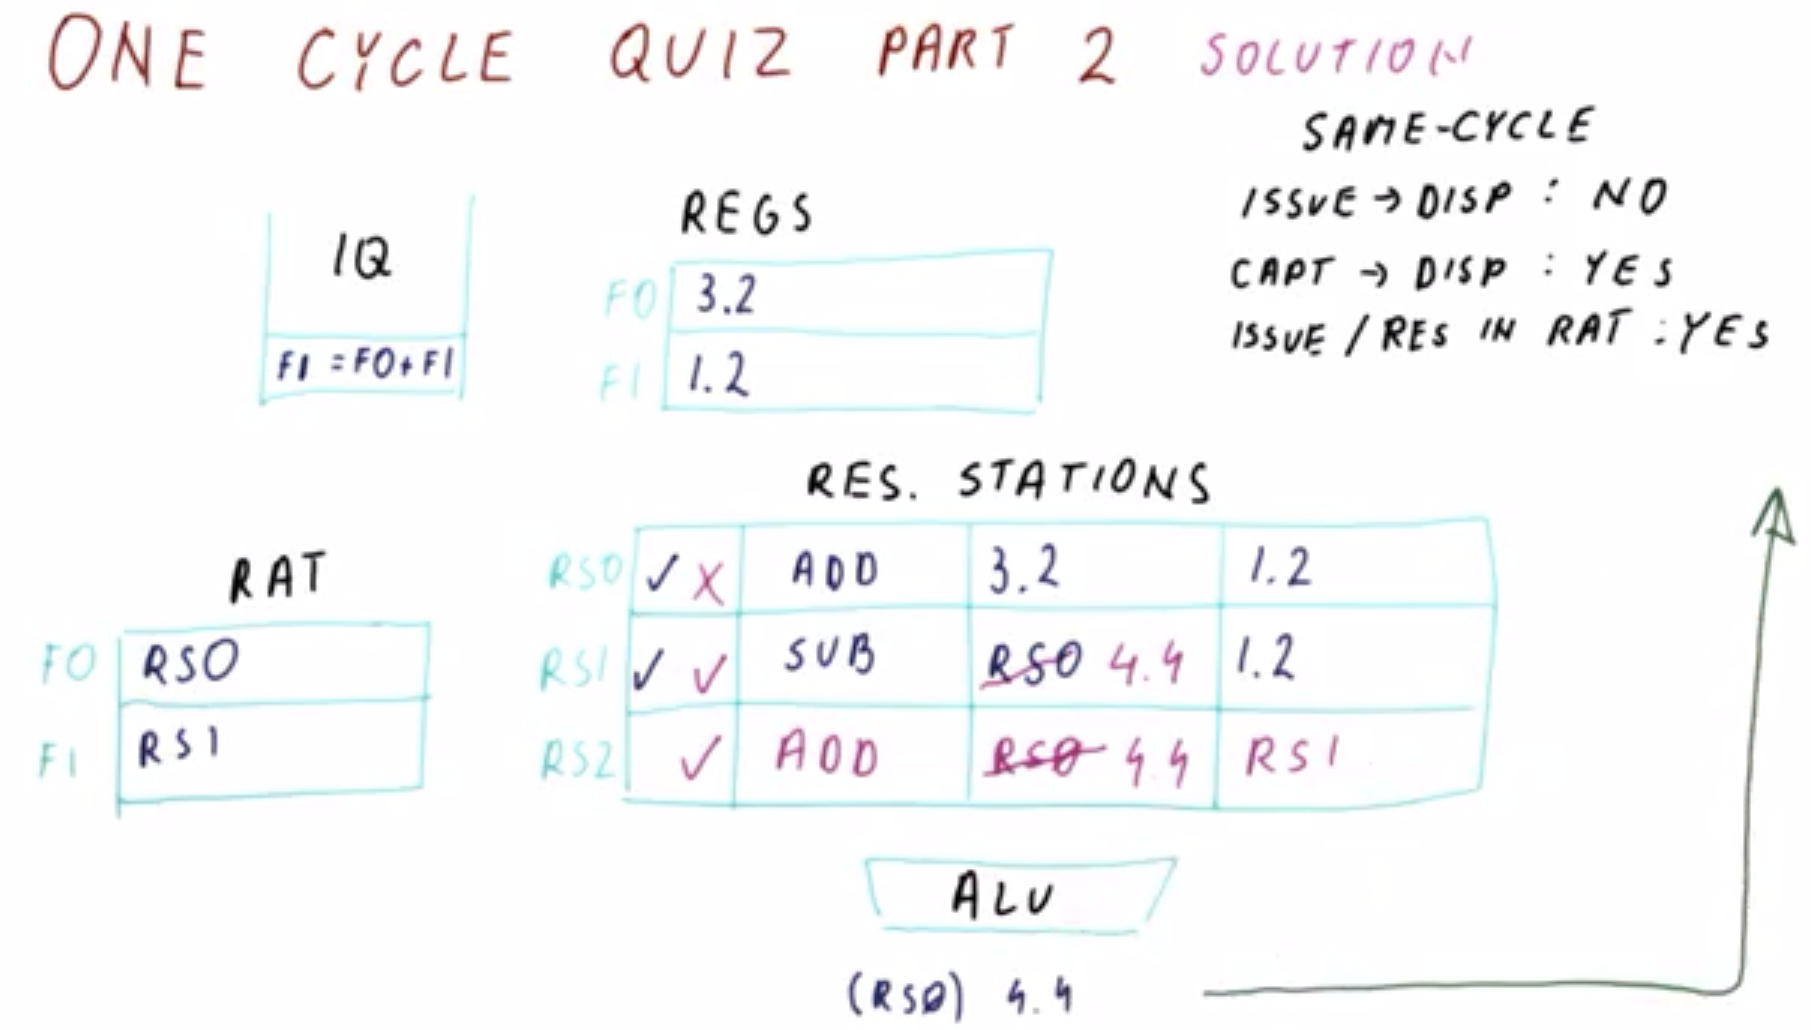 ONE CYCLE QUIZ PART 2 SOLUTION
SAME-CYCLE
ISSUE → DISP : NO
CAPT → DISP : YES
ISSUE / RES IN RAT : YES
IQ
F1 = F0+F1
REGS
F0 3.2
F1 1.2
RES. STATIONS
RS0 ✓ X ADD 3.2 1.2
RS1 ✓ ✓ SUB RS0 4.4 1.2
RS2 ✓ ADD RS0 4.4 RS1
RAT
F0 RS0
F1 RS1
ALU
(RS0) 4.4